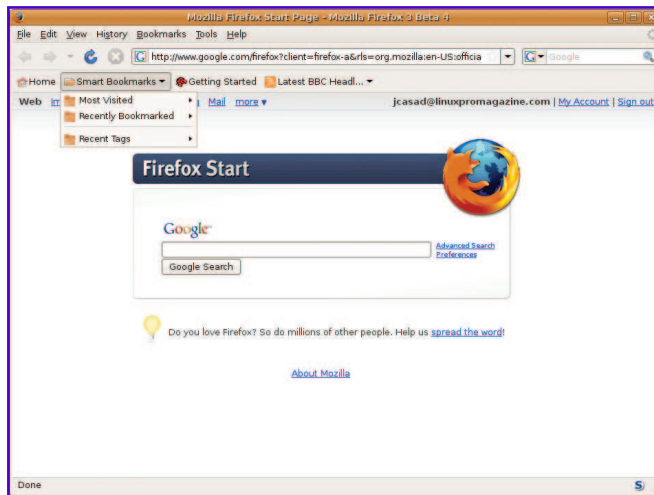 Mozilla Firefox Start Page - Mozilla Firefox 3 Beta 4
File Edit View History Bookmarks Tools Help
G http://www.google.com/firefox?client=firefox-a&rls=org.mozilla:en-US:officia G Google
Home Smart Bookmarks Getting Started Latest BBC Headl...
Web Mail more jcasad@linuxpromagazine.com | My Account | Sign out
Most Visited
Recently Bookmarked
Recent Tags
Firefox Start
Google
Advanced Search
Preferences
Google Search
Do you love Firefox? So do millions of other people. Help us spread the word!
About Mozilla
Done S